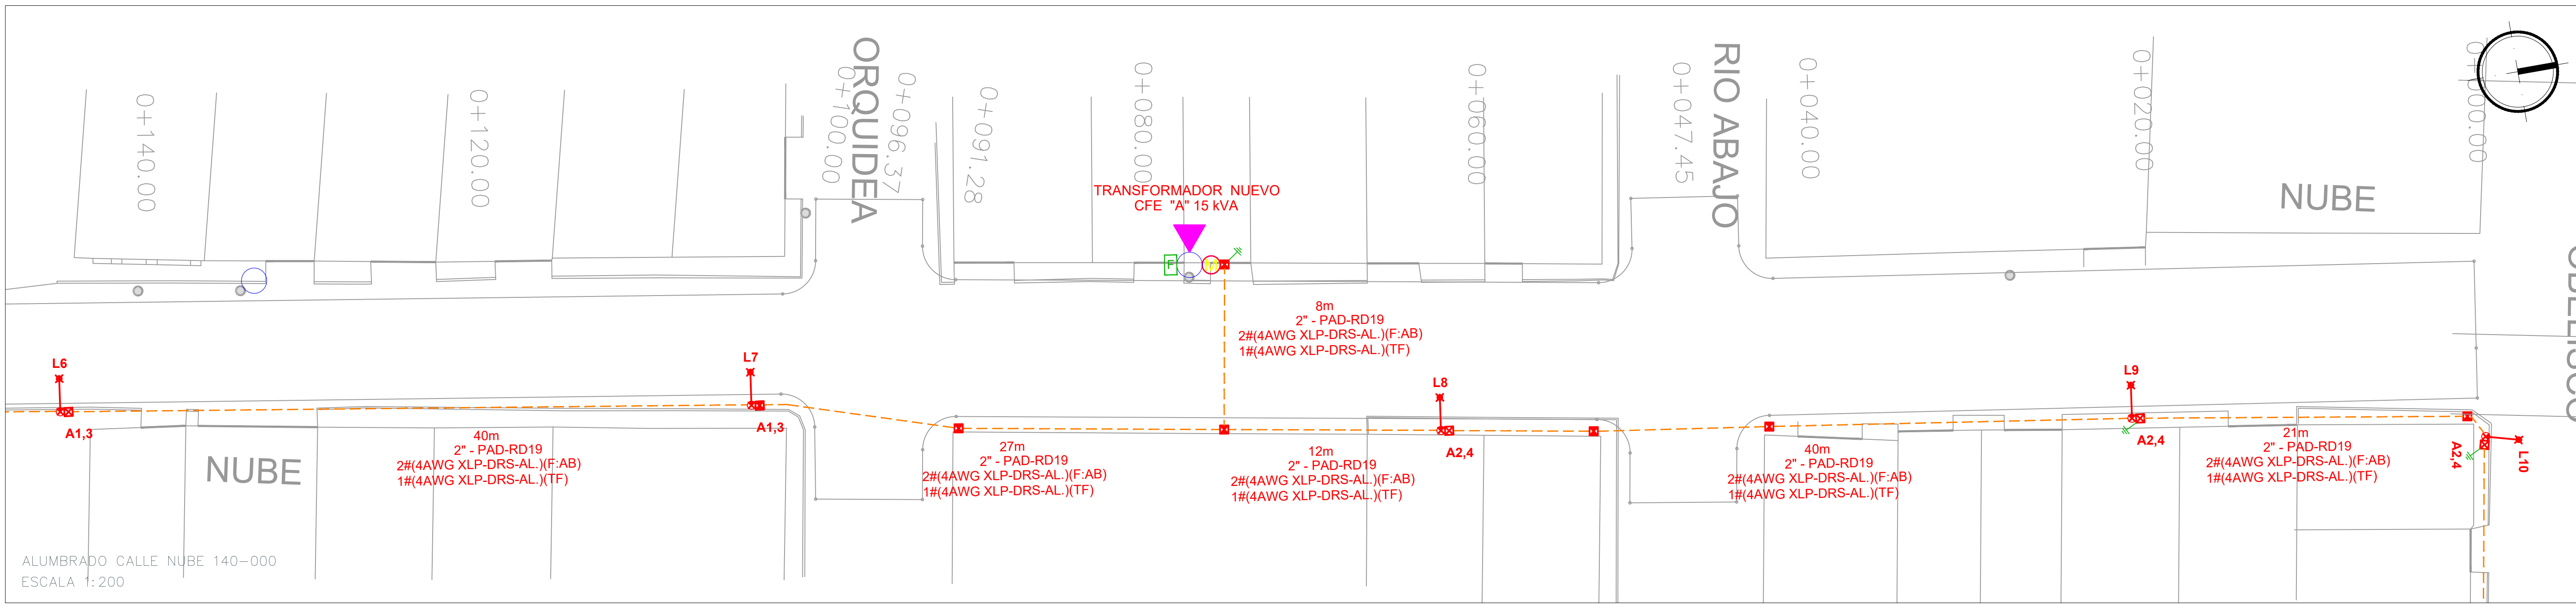 0+140.00
0+120.00
ORQUIDEA
0+100.00
0+096.37
0+091.28
0+080.00
0+060.00
0+047.45
RIO ABAJO
0+040.00
0+020.00
0+000.00
NUBE
TRANSFORMADOR NUEVO
CFE "A" 15 kVA
F
M
8m
2" - PAD-RD19
2#(4AWG XLP-DRS-AL.)(F:AB)
1#(4AWG XLP-DRS-AL.)(TF)
L6
A1,3
L7
A1,3
L8
A2,4
L9
A2,4
L10
A2,4
OBELISCO
40m
2" - PAD-RD19
2#(4AWG XLP-DRS-AL.)(F:AB)
1#(4AWG XLP-DRS-AL.)(TF)
27m
2" - PAD-RD19
2#(4AWG XLP-DRS-AL.)(F:AB)
1#(4AWG XLP-DRS-AL.)(TF)
12m
2" - PAD-RD19
2#(4AWG XLP-DRS-AL.)(F:AB)
1#(4AWG XLP-DRS-AL.)(TF)
40m
2" - PAD-RD19
2#(4AWG XLP-DRS-AL.)(F:AB)
1#(4AWG XLP-DRS-AL.)(TF)
21m
2" - PAD-RD19
2#(4AWG XLP-DRS-AL.)(F:AB)
1#(4AWG XLP-DRS-AL.)(TF)
NUBE
ALUMBRADO CALLE NUBE 140-000
ESCALA 1:200